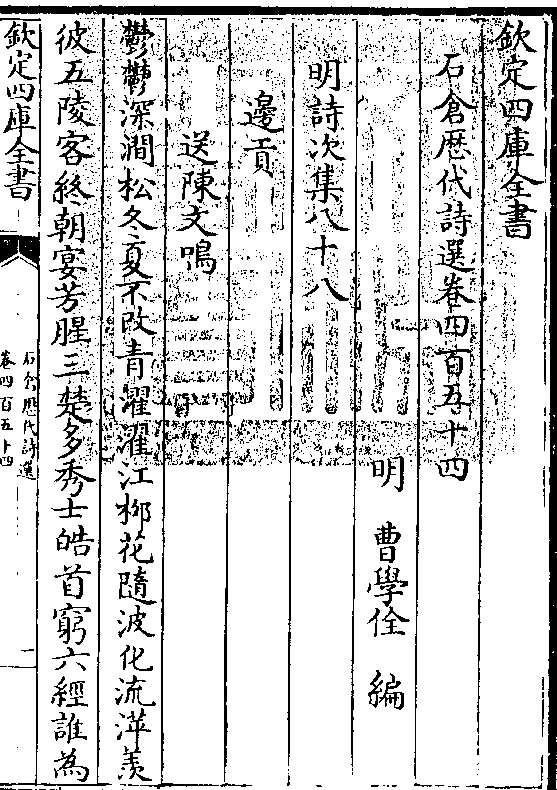 欽定四庫全書
石倉歴代詩選卷四百五十四
明　曹學佺　編
明詩次集八十八
邊貢
送陳文鳴
鬱鬱深澗松冬夏不改青濯濯江柳花隨波化流萍羨
彼五陵客終朝宴芳腥三楚多秀士皓首窮六經誰為
欽定四庫全書
石倉歴代詩選
卷四百五十四
一